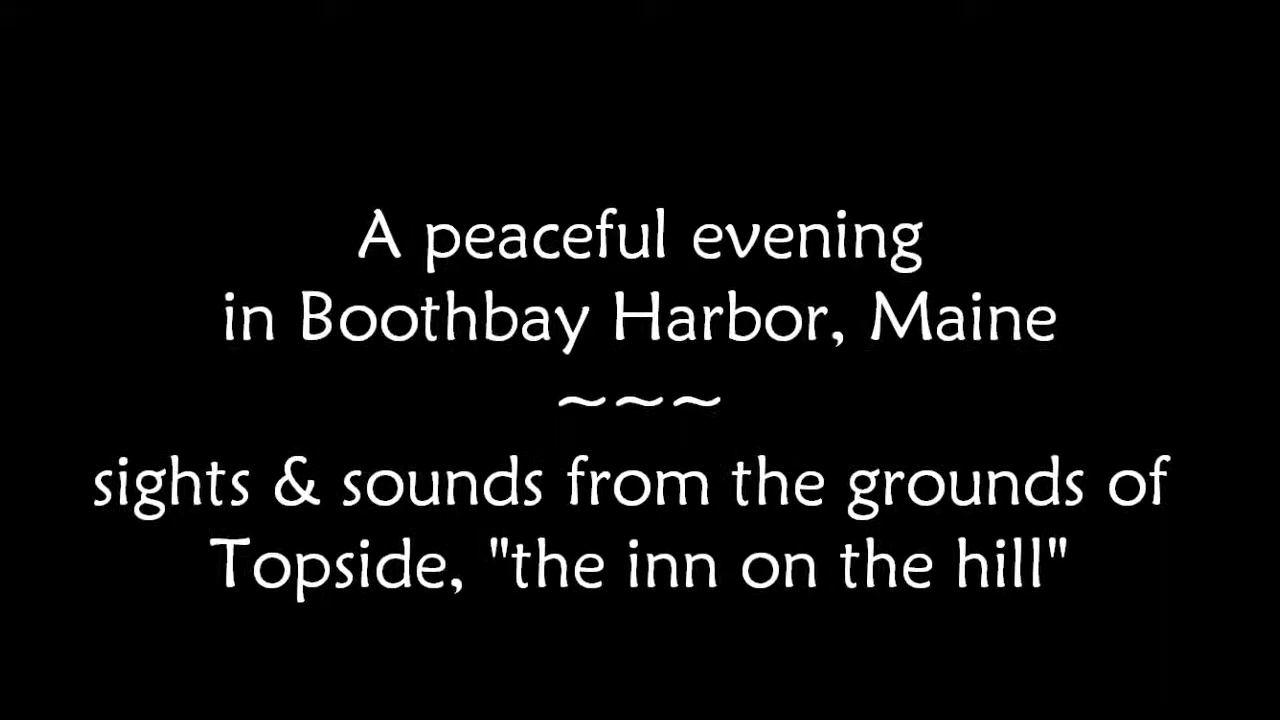 A peaceful evening
in Boothbay Harbor, Maine
~~~
sights & sounds from the grounds of
Topside, "the inn on the hill"